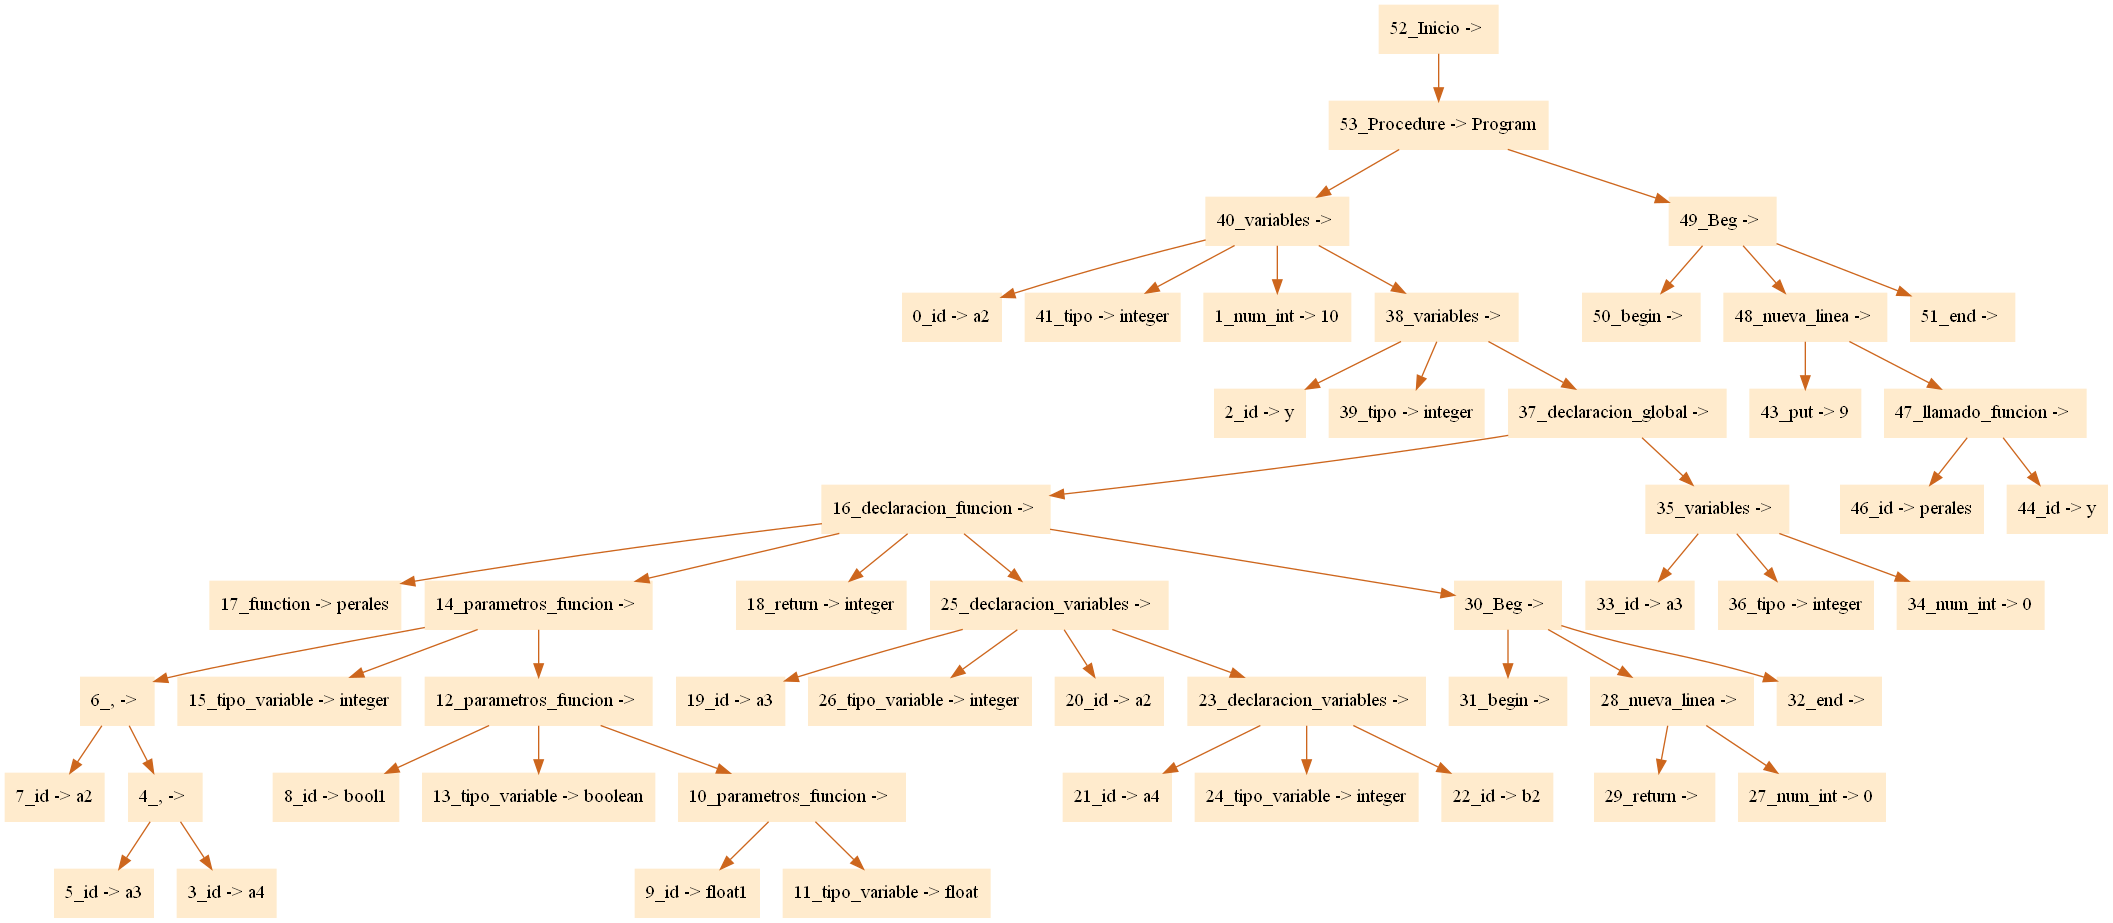 52_Inicio ->
53_Procedure -> Program
40_variables ->
49_Beg ->
0_id -> a2
41_tipo -> integer
1_num_int -> 10
38_variables ->
50_begin ->
48_nueva_linea ->
51_end ->
2_id -> y
39_tipo -> integer
37_declaracion_global ->
43_put -> 9
47_llamado_funcion ->
16_declaracion_funcion ->
35_variables ->
46_id -> perales
44_id -> y
17_function -> perales
14_parametros_funcion ->
18_return -> integer
25_declaracion_variables ->
30_Beg ->
33_id -> a3
36_tipo -> integer
34_num_int -> 0
6_, ->
15_tipo_variable -> integer
12_parametros_funcion ->
19_id -> a3
26_tipo_variable -> integer
20_id -> a2
23_declaracion_variables ->
31_begin ->
28_nueva_linea ->
32_end ->
7_id -> a2
4_, ->
8_id -> bool1
13_tipo_variable -> boolean
10_parametros_funcion ->
21_id -> a4
24_tipo_variable -> integer
22_id -> b2
29_return ->
27_num_int -> 0
5_id -> a3
3_id -> a4
9_id -> float1
11_tipo_variable -> float